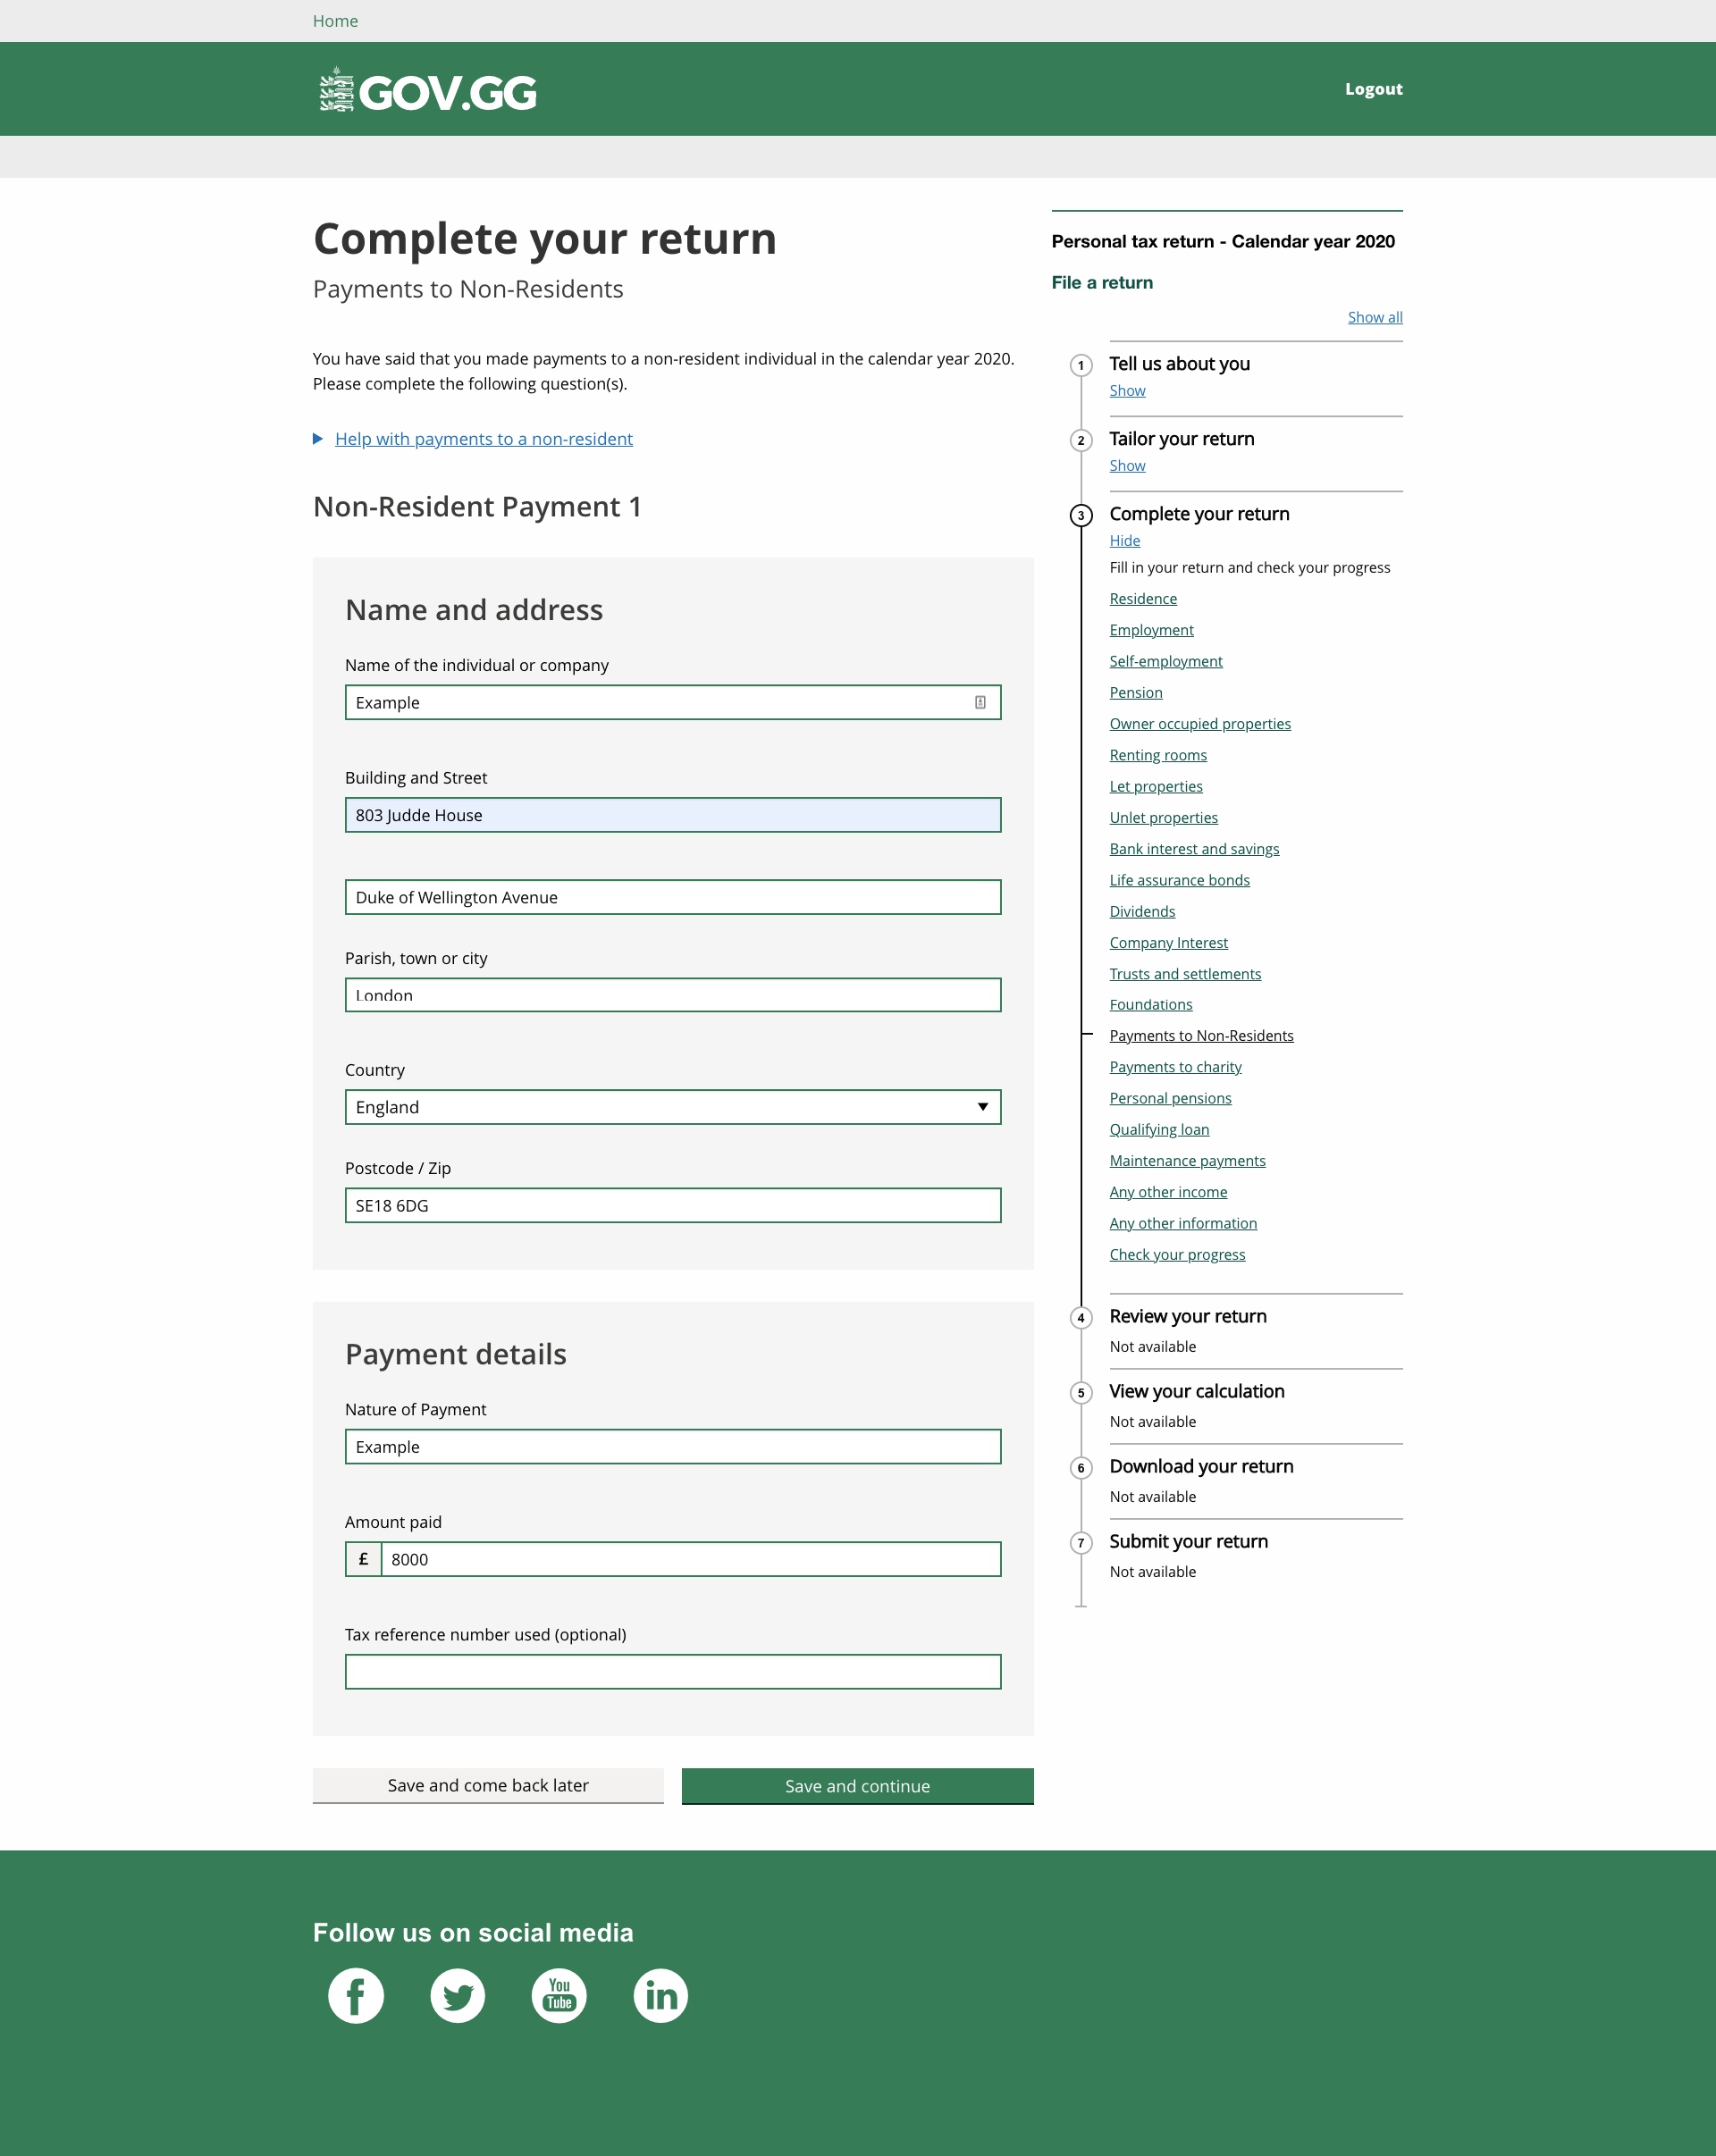 Home
GOV.GG
Logout
Complete your return
Payments to Non-Residents
You have said that you made payments to a non-resident individual in the calendar year 2020.
Please complete the following question(s).
Help with payments to a non-resident
Non-Resident Payment 1
Name and address
Name of the individual or company
Example
Building and Street
803 Judde House
Duke of Wellington Avenue
Parish, town or city
London
Country
England
Postcode / Zip
SE18 6DG
Payment details
Nature of Payment
Example
Amount paid
£ 8000
Tax reference number used (optional)
Save and come back later
Save and continue
Personal tax return - Calendar year 2020
File a return
Show all
1 Tell us about you
Show
2 Tailor your return
Show
3 Complete your return
Hide
Fill in your return and check your progress
Residence
Employment
Self-employment
Pension
Owner occupied properties
Renting rooms
Let properties
Unlet properties
Bank interest and savings
Life assurance bonds
Dividends
Company Interest
Trusts and settlements
Foundations
Payments to Non-Residents
Payments to charity
Personal pensions
Qualifying loan
Maintenance payments
Any other income
Any other information
Check your progress
4 Review your return
Not available
5 View your calculation
Not available
6 Download your return
Not available
7 Submit your return
Not available
Follow us on social media
f
You
Tube
in